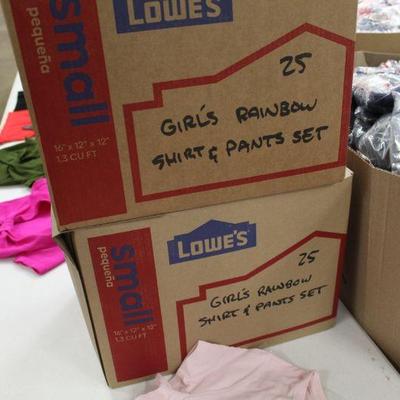 LOWE'S
small
pequeña
16" x 12" x 12"
1.3 CU FT
25
GIRL'S RAINBOW
SHIRT & PANTS SET
LOWE'S
small
pequeña
16" x 12" x 12"
1.3 CU FT
25
GIRL'S RAINBOW
SHIRT & PANTS SET